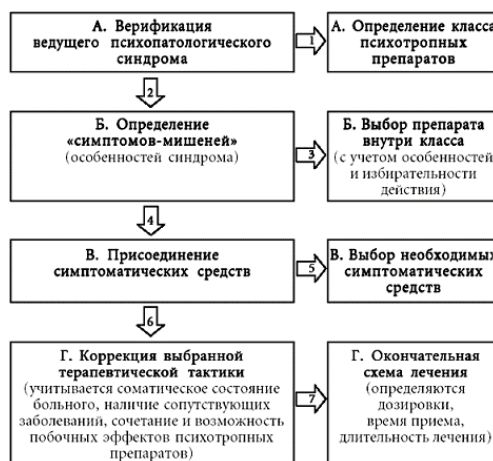 А. Верификация
ведущего психопатологического
синдрома
1
А. Определение класса
психотропных
препаратов
2
Б. Определение
«симптомов-мишеней»
(особенностей синдрома)
3
Б. Выбор препарата
внутри класса
(с учетом особенностей
и избирательности
действия)
4
В. Присоединение
симптоматических средств
5
В. Выбор необходимых
симптоматических
средств
6
Г. Коррекция выбранной
терапевтической тактики
(учитывается соматическое состояние
больного, наличие сопутствующих
заболеваний, сочетание и возможность
побочных эффектов психотропных
препаратов)
7
Г. Окончательная
схема лечения
(определяются
дозировки,
время приема,
длительность лечения)